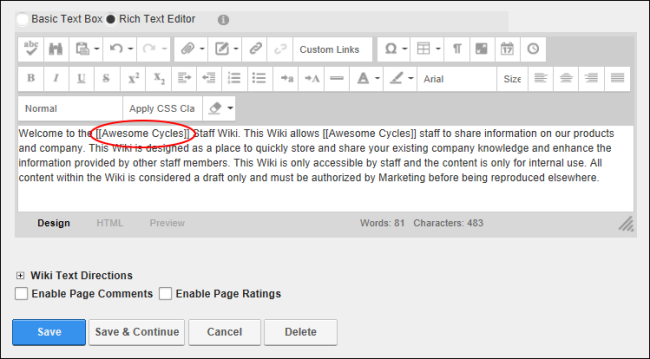 Basic Text Box Rich Text Editor
abc Custom Links Ω ¶ 17
B I U S x² X₂ a A A Arial Size
Normal Apply CSS Cla
Welcome to the [[Awesome Cycles]] Staff Wiki. This Wiki allows [[Awesome Cycles]] staff to share information on our products
and company. This Wiki is designed as a place to quickly store and share your existing company knowledge and enhance the
information provided by other staff members. This Wiki is only accessible by staff and the content is only for internal use. All
content within the Wiki is considered a draft only and must be authorized by Marketing before being reproduced elsewhere.
Design HTML Preview Words: 81 Characters: 483
Wiki Text Directions
Enable Page Comments Enable Page Ratings
Save Save & Continue Cancel Delete